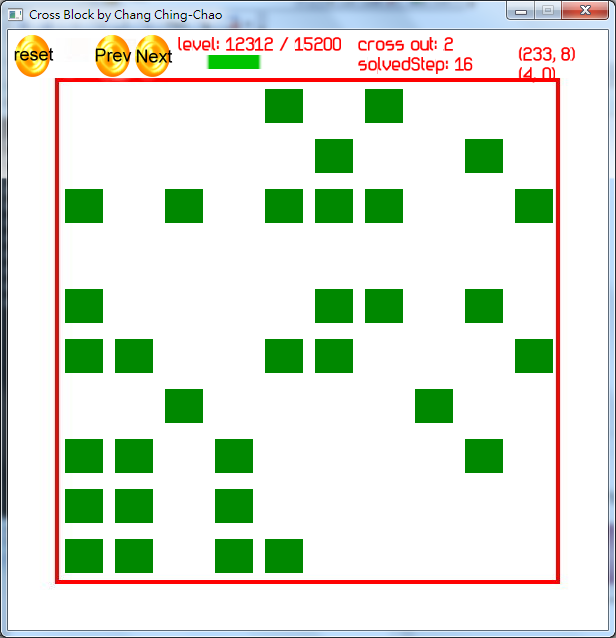 Cross Block by Chang Ching-Chao
reset
Prev
Next
level: 12312 / 15200
cross out: 2
solvedStep: 16
(233, 8)
(4, 0)